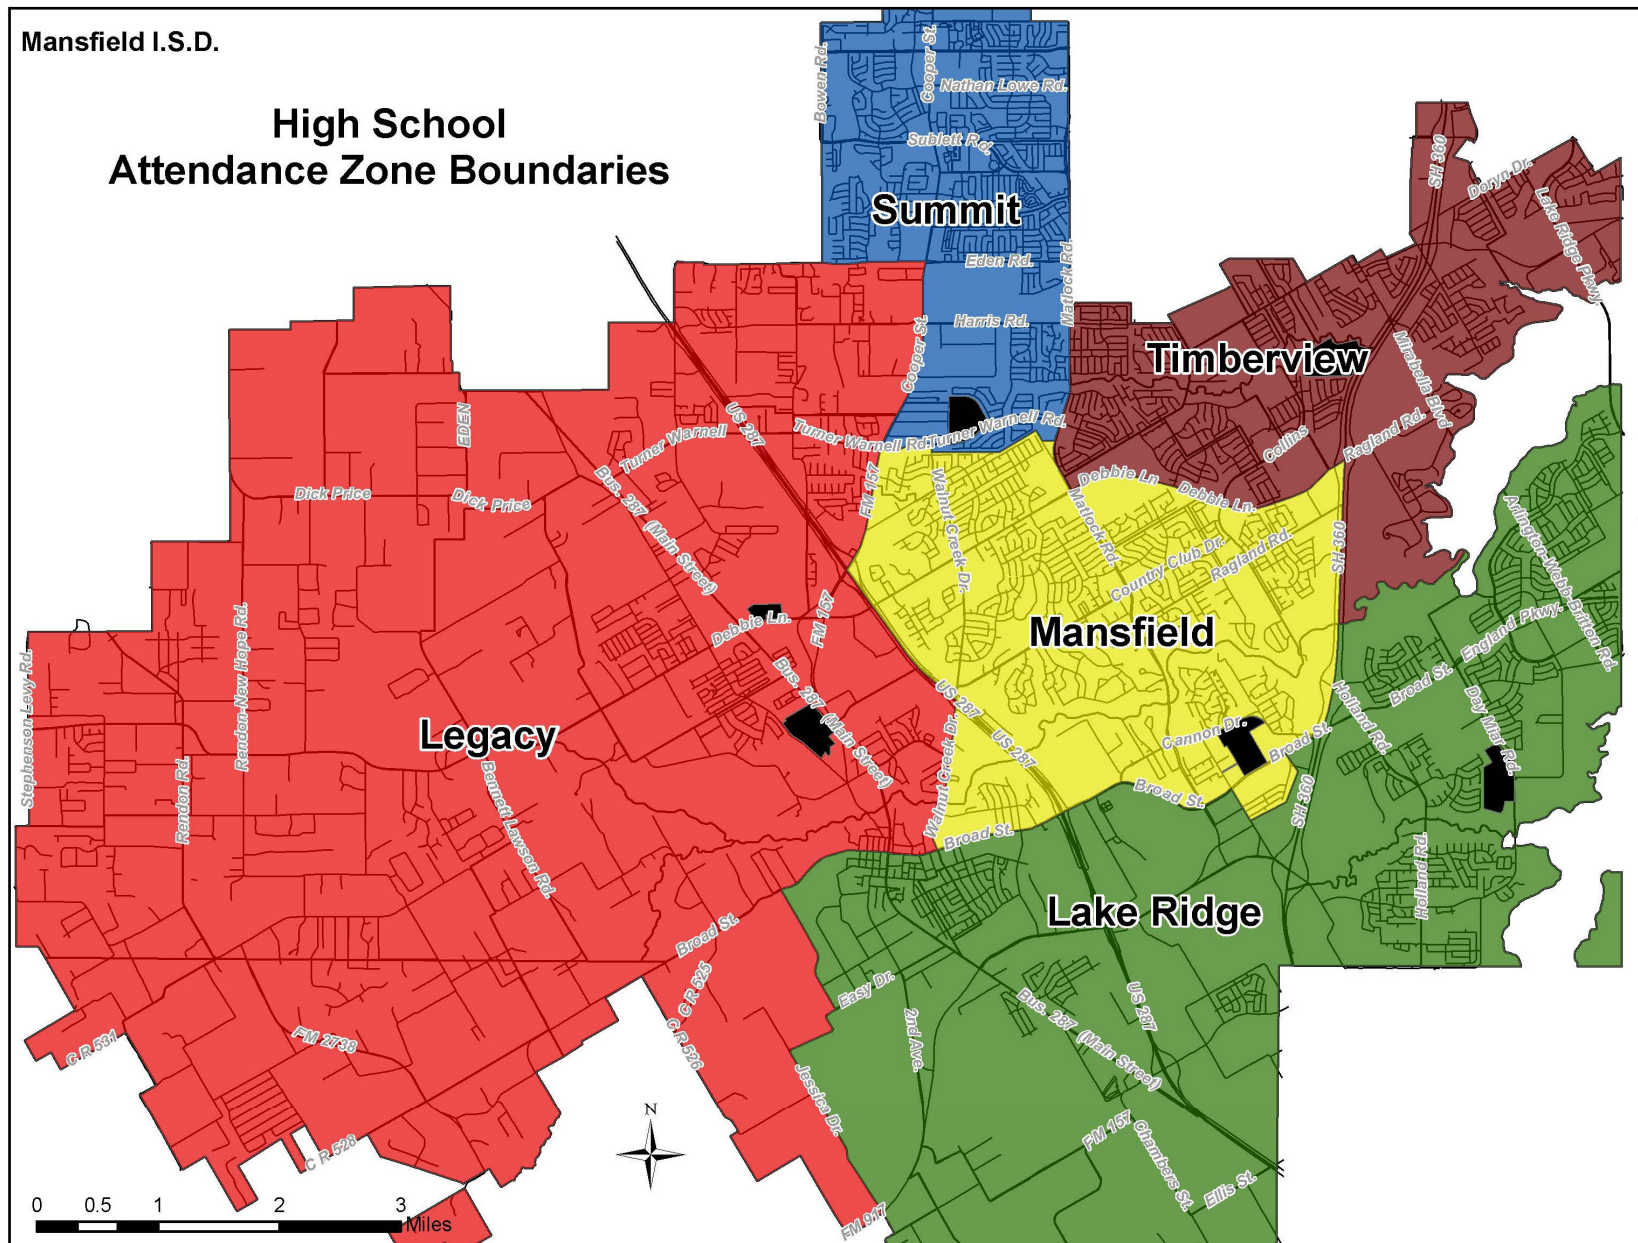 Mansfield I.S.D.
High School
Attendance Zone Boundaries
Bowen Rd.
Cooper St.
Nathan Lowe Rd.
Sublett Rd.
Summit
Eden Rd.
Matlock Rd.
Harris Rd.
Cooper St.
SH 360
Doryn Dr.
Lake Ridge Pkwy.
Timberview
Mirabella Blvd
Collins
Ragland Rd.
EDEN
Turner Warnell
US 287
Turner Warnell Rd.
Turner Warnell Rd.
Dick Price
Dick Price
Bus. 287 (Main Street)
FM 157
Walnut Creek Dr.
Debbie Ln
Debbie Ln.
Matlock Rd.
Country Club Dr.
Ragland Rd.
SH 360
Arlington-Webb-Britton Rd.
Rendon-New Hope Rd.
Debbie Ln.
FM 157
Mansfield
England Pkwy.
Stephenson-Levy Rd.
Bus. 287 (Main Street)
US 287
US 287
Broad St.
Holland Rd.
Day Miar Rd.
Legacy
Cannon Dr.
Broad St.
Rendon Rd.
Bennett Lawson Rd.
Walnut Creek Dr.
Broad St.
Broad St.
SH 360
Holland Rd.
Lake Ridge
Broad St.
C R 525
Easy Dr.
Bus. 287 (Main Street)
US 287
C R 531
FM 2738
C R 526
2nd Ave.
Jessica Dr.
C R 528
N
FM 157
Chambers St.
Ellis St.
FM 917
0 0.5 1 2 3
Miles